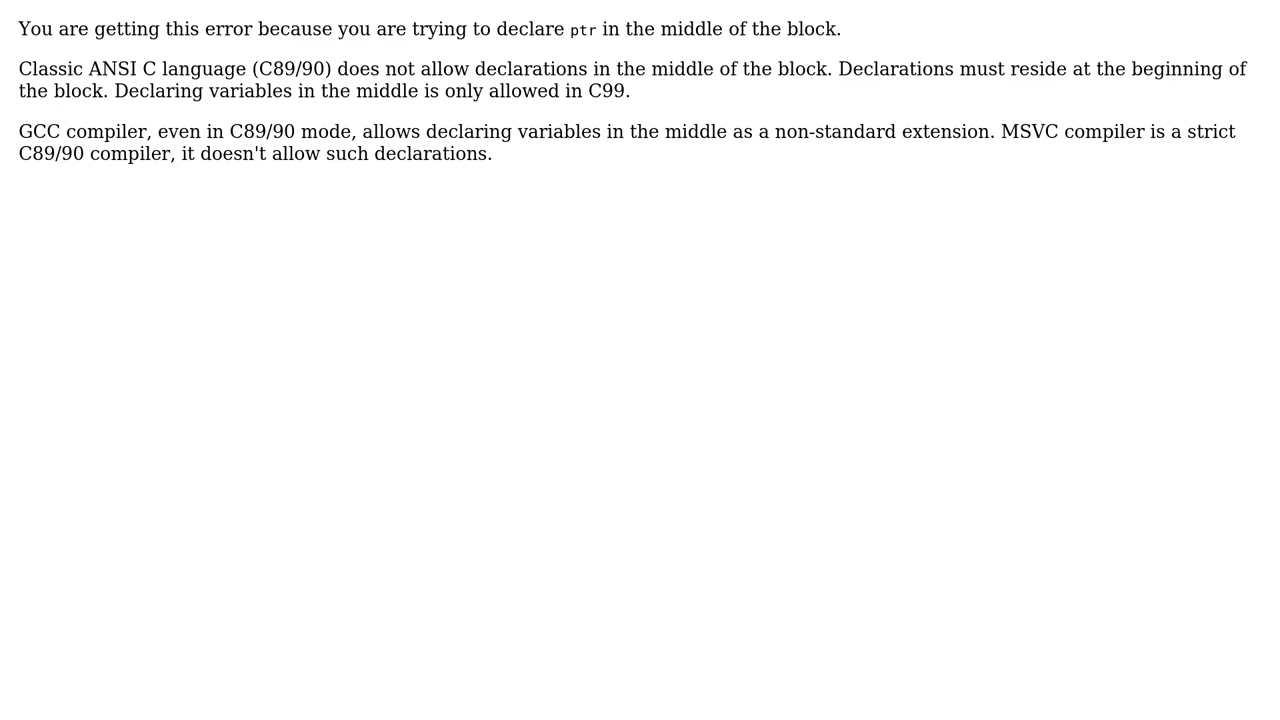 You are getting this error because you are trying to declare ptr in the middle of the block.
Classic ANSI C language (C89/90) does not allow declarations in the middle of the block. Declarations must reside at the beginning of
the block. Declaring variables in the middle is only allowed in C99.
GCC compiler, even in C89/90 mode, allows declaring variables in the middle as a non-standard extension. MSVC compiler is a strict
C89/90 compiler, it doesn't allow such declarations.